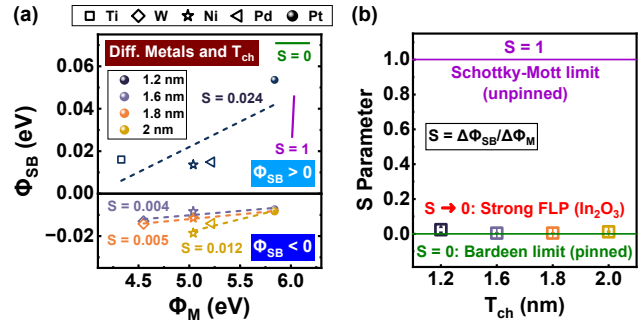 (a)
Ti W Ni Pd Pt
Diff. Metals and T_ch
1.2 nm
1.6 nm
1.8 nm
2 nm
S = 0
S = 0.024
S = 1
Φ_SB > 0
S = 0.004
S = 0.005
S = 0.012
Φ_SB < 0
0.06
0.04
0.02
0.00
−0.02
Φ_SB (eV)
4.5 5.0 5.5 6.0
Φ_M (eV)
(b)
S = 1
Schottky-Mott limit
(unpinned)
S = ΔΦ_SB/ΔΦ_M
S → 0: Strong FLP (In₂O₃)
S = 0: Bardeen limit (pinned)
1.0
0.8
0.6
0.4
0.2
0.0
S Parameter
1.2 1.4 1.6 1.8 2.0
T_ch (nm)